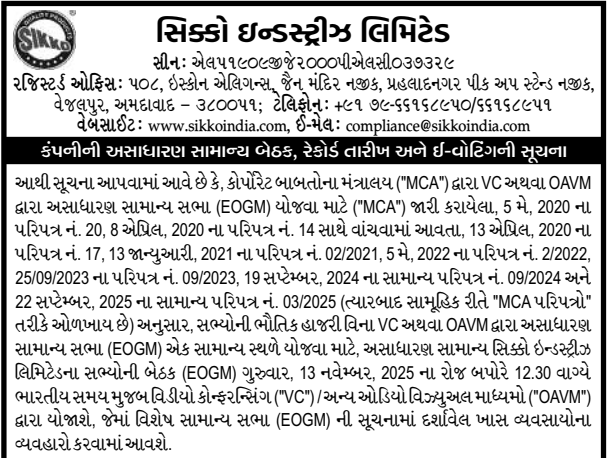 QUALITY PRODUCTS
SIKKO
સિક્કો ઇન્ડસ્ટ્રીઝ લિમિટેડ
સીન: એલ૫૧૯૦૯જીજે૨૦૦૦પીએલસી૦૩૭૩૨૯
રજિસ્ટર્ડ ઓફિસ: ૫૦૮, ઇસ્કોન એલિગન્સ, જૈન મંદિર નજીક, પ્રહલાદનગર પીક અપ સ્ટેન્ડ નજીક,
વેજલપુર, અમદાવાદ – ૩૮૦૦૫૧; ટેલિફોન: +૯૧ ૭૯-૬૬૧૬૮૯૫૦/૬૬૧૬૮૯૫૧
વેબસાઈટ: www.sikkoindia.com, ઈ-મેલ: compliance@sikkoindia.com
કંપનીની અસાધારણ સામાન્ય બેઠક, રેકોર્ડ તારીખ અને ઈ-વોટિંગની સૂચના
આથી સૂચના આપવામાં આવે છે કે, કોર્પોરેટ બાબતોના મંત્રાલય ("MCA") દ્વારા VC અથવા OAVM
દ્વારા અસાધારણ સામાન્ય સભા (EOGM) યોજવા માટે ("MCA") જારી કરાયેલા, 5 મે, 2020 ના
પરિપત્ર નં. 20, 8 એપ્રિલ, 2020 ના પરિપત્ર નં. 14 સાથે વાંચવામાં આવતા, 13 એપ્રિલ, 2020 ના
પરિપત્ર નં. 17, 13 જાન્યુઆરી, 2021 ના પરિપત્ર નં. 02/2021, 5 મે, 2022 ના પરિપત્ર નં. 2/2022,
25/09/2023 ના પરિપત્ર નં. 09/2023, 19 સપ્ટેમ્બર, 2024 ના સામાન્ય પરિપત્ર નં. 09/2024 અને
22 સપ્ટેમ્બર, 2025 ના સામાન્ય પરિપત્ર નં. 03/2025 (ત્યારબાદ સામૂહિક રીતે "MCA પરિપત્રો"
તરીકે ઓળખાય છે) અનુસાર, સભ્યોની ભૌતિક હાજરી વિના VC અથવા OAVM દ્વારા અસાધારણ
સામાન્ય સભા (EOGM) એક સામાન્ય સ્થળે યોજવા માટે, અસાધારણ સામાન્ય સિક્કો ઇન્ડસ્ટ્રીઝ
લિમિટેડના સભ્યોની બેઠક (EOGM) ગુરુવાર, 13 નવેમ્બર, 2025 ના રોજ બપોરે 12.30 વાગ્યે
ભારતીય સમય મુજબ વિડીયો કોન્ફરન્સિંગ ("VC") / અન્ય ઓડિયો વિઝ્યુઅલ માધ્યમો ("OAVM")
દ્વારા યોજાશે, જેમાં વિશેષ સામાન્ય સભા (EOGM) ની સૂચનામાં દર્શાવેલ ખાસ વ્યવસાયોના
વ્યવહારો કરવામાં આવશે.